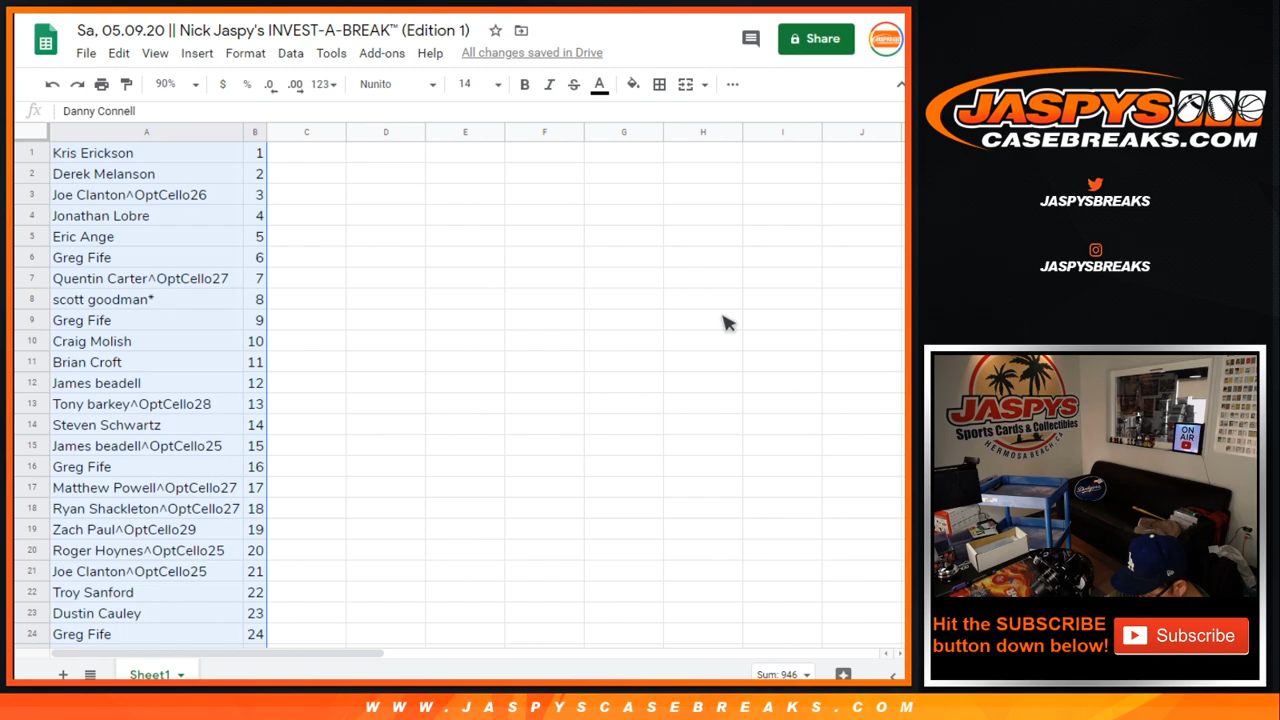 Sa, 05.09.20 || Nick Jaspy's INVEST-A-BREAK™ (Edition 1)
File Edit View Insert Format Data Tools Add-ons Help All changes saved in Drive
Share
90% $ % .0 .00 123 Nunito 14 B I S A
fx Danny Connell
A B C D E F G H I J
1 Kris Erickson 1
2 Derek Melanson 2
3 Joe Clanton^OptCello26 3
4 Jonathan Lobre 4
5 Eric Ange 5
6 Greg Fife 6
7 Quentin Carter^OptCello27 7
8 scott goodman* 8
9 Greg Fife 9
10 Craig Molish 10
11 Brian Croft 11
12 James beadell 12
13 Tony barkey^OptCello28 13
14 Steven Schwartz 14
15 James beadell^OptCello25 15
16 Greg Fife 16
17 Matthew Powell^OptCello27 17
18 Ryan Shackleton^OptCello27 18
19 Zach Paul^OptCello29 19
20 Roger Hoynes^OptCello25 20
21 Joe Clanton^OptCello25 21
22 Troy Sanford 22
23 Dustin Cauley 23
24 Greg Fife 24
Sheet1
Sum: 946
JASPYS
CASEBREAKS.COM
JASPYSBREAKS
JASPYSBREAKS
JASPYS
Sports Cards & Collectibles
HERMOSA BEACH, CA
ON
AIR
Dodgers
Hit the SUBSCRIBE
button down below!
Subscribe
WWW.JASPYSCASEBREAKS.COM